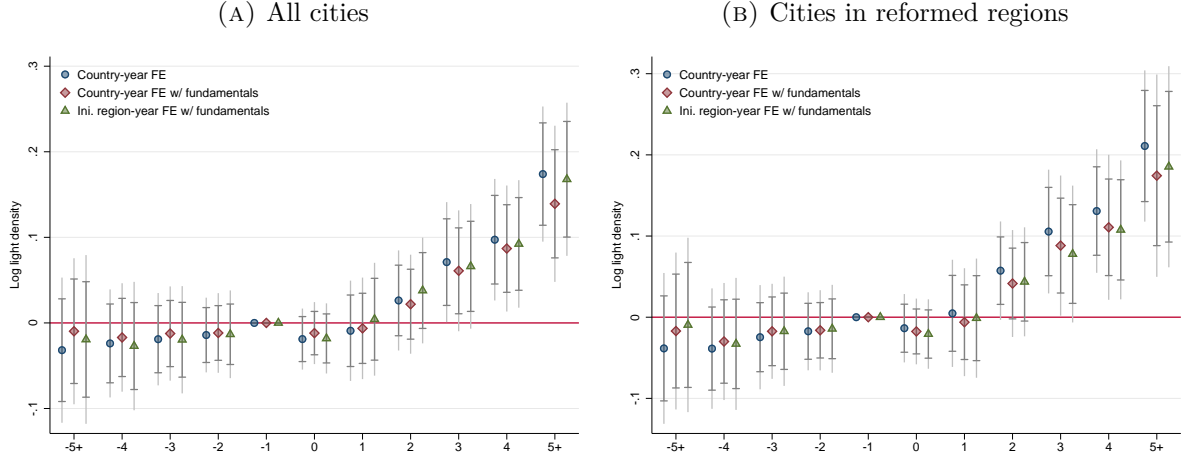 (A) All cities
.3
.2
.1
0
-.1
Log light density
Country-year FE
Country-year FE w/ fundamentals
Ini. region-year FE w/ fundamentals
-5+ -4 -3 -2 -1 0 1 2 3 4 5+
(B) Cities in reformed regions
.3
.2
.1
0
-.1
Log light density
Country-year FE
Country-year FE w/ fundamentals
Ini. region-year FE w/ fundamentals
-5+ -4 -3 -2 -1 0 1 2 3 4 5+